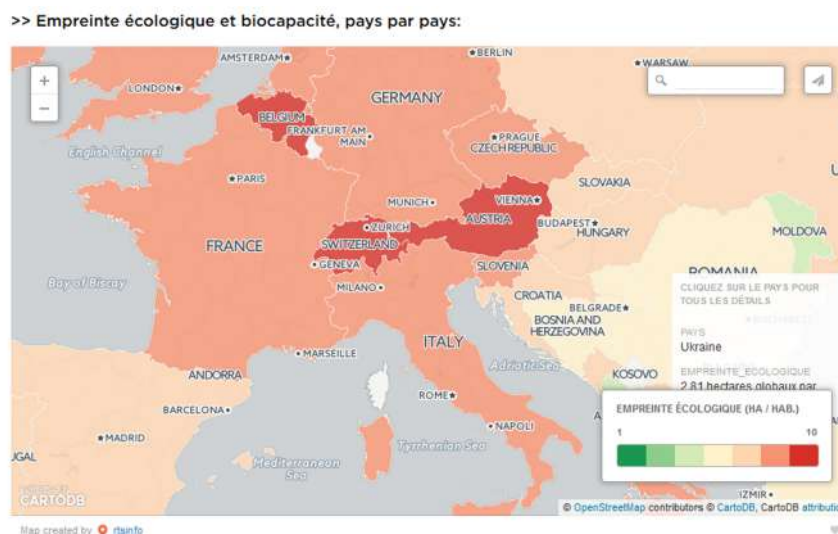 >> Empreinte écologique et biocapacité, pays par pays:
AMSTERDAM
BERLIN
WARSAW
+
−
LONDON
GERMANY
BELGIUM
FRANKFURT AM
MAIN
English Channel
PRAGUE
CZECH REPUBLIC
PARIS
SLOVAKIA
MUNICH
VIENNA
AUSTRIA
BUDAPEST
HUNGARY
MOLDOVA
ZÜRICH
SWITZERLAND
FRANCE
GENEVA
SLOVENIA
ROMANIA
Bay of Biscay
MILANO
CROATIA
BELGRADE
BOSNIA AND
HERZEGOVINA
CLIQUEZ SUR LE PAYS POUR
TOUS LES DÉTAILS
PAYS
Ukraine
EMPREINTE_ECOLOGIQUE
2.81 hectares globaux par
ITALY
MARSEILLE
Adriatic Sea
KOSOVO
ANDORRA
ROME
BARCELONA
NAPOLI
MADRID
Tyrrhenian Sea
Mediterranean
Sea
UGAL
EMPREINTE ÉCOLOGIQUE (HA / HAB.)
1 10
IZMIR
CARTODB
© OpenStreetMap contributors © CartoDB, CartoDB attributio
Map created by rtsinfo